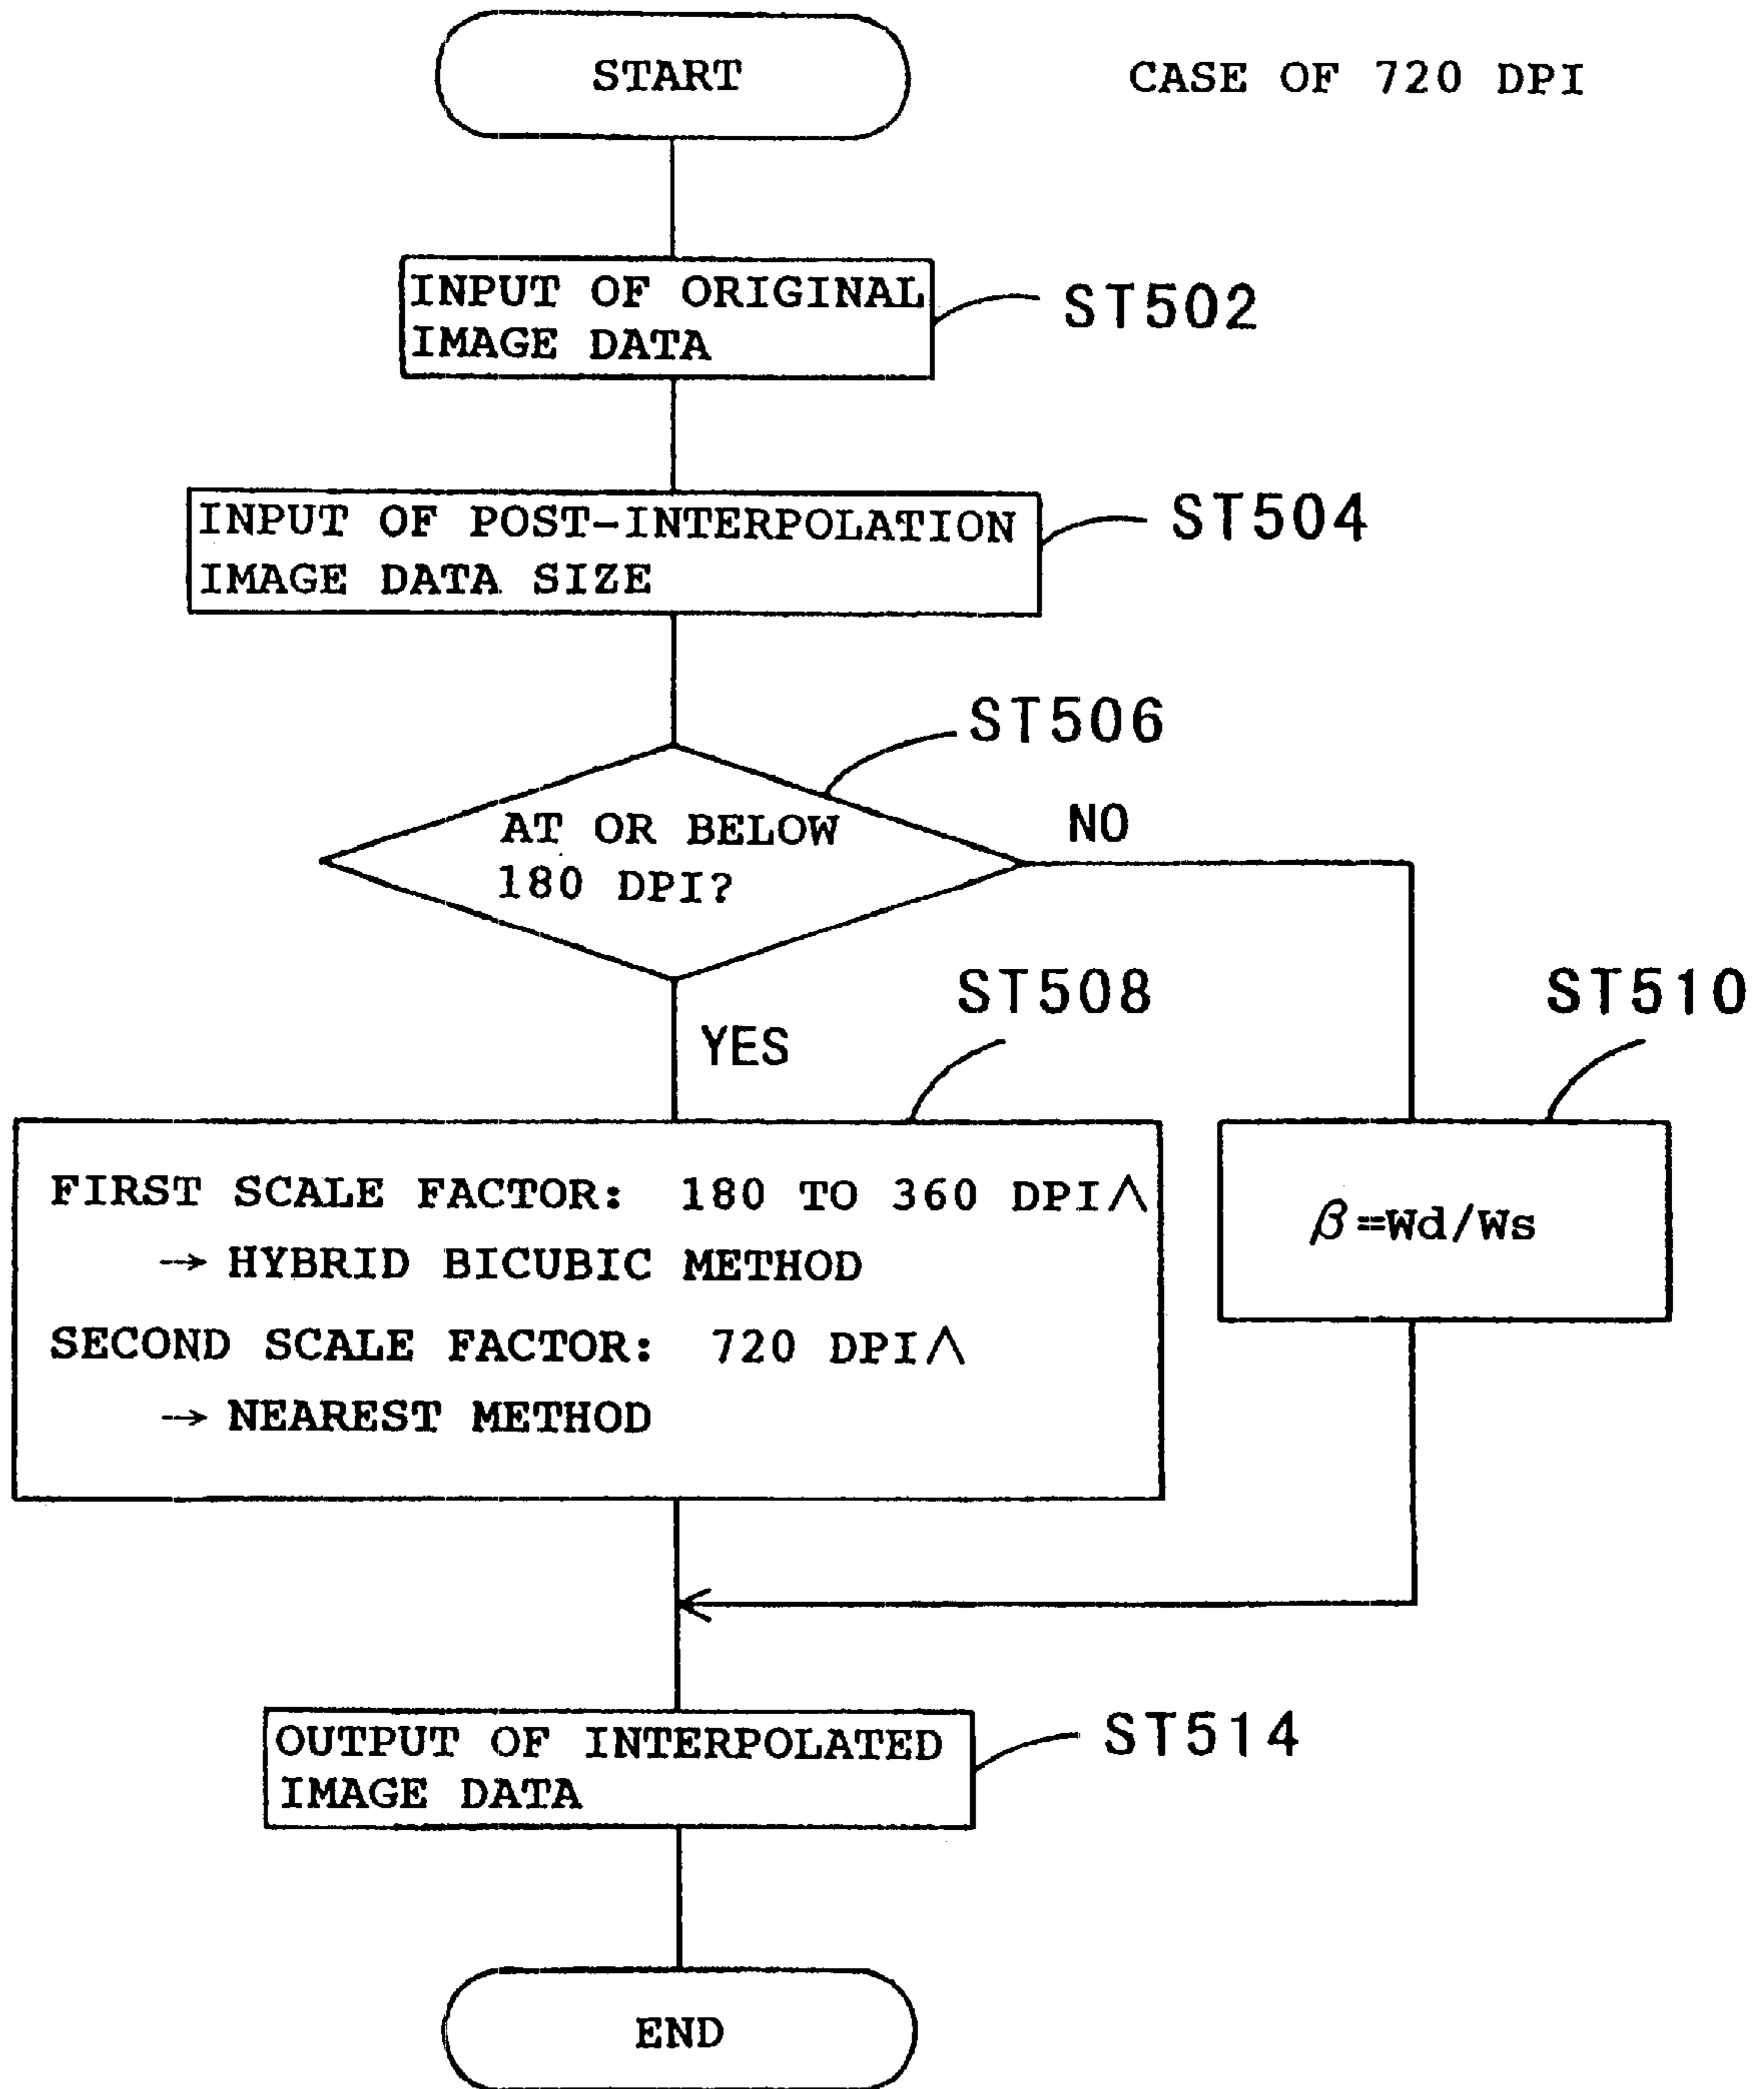 START
CASE OF 720 DPI
INPUT OF ORIGINAL
IMAGE DATA
ST502
INPUT OF POST-INTERPOLATION
IMAGE DATA SIZE
ST504
ST506
AT OR BELOW
180 DPI?
NO
YES
ST508
ST510
FIRST SCALE FACTOR: 180 TO 360 DPI∧
→ HYBRID BICUBIC METHOD
SECOND SCALE FACTOR: 720 DPI∧
→ NEAREST METHOD
β=Wd/Ws
OUTPUT OF INTERPOLATED
IMAGE DATA
ST514
END